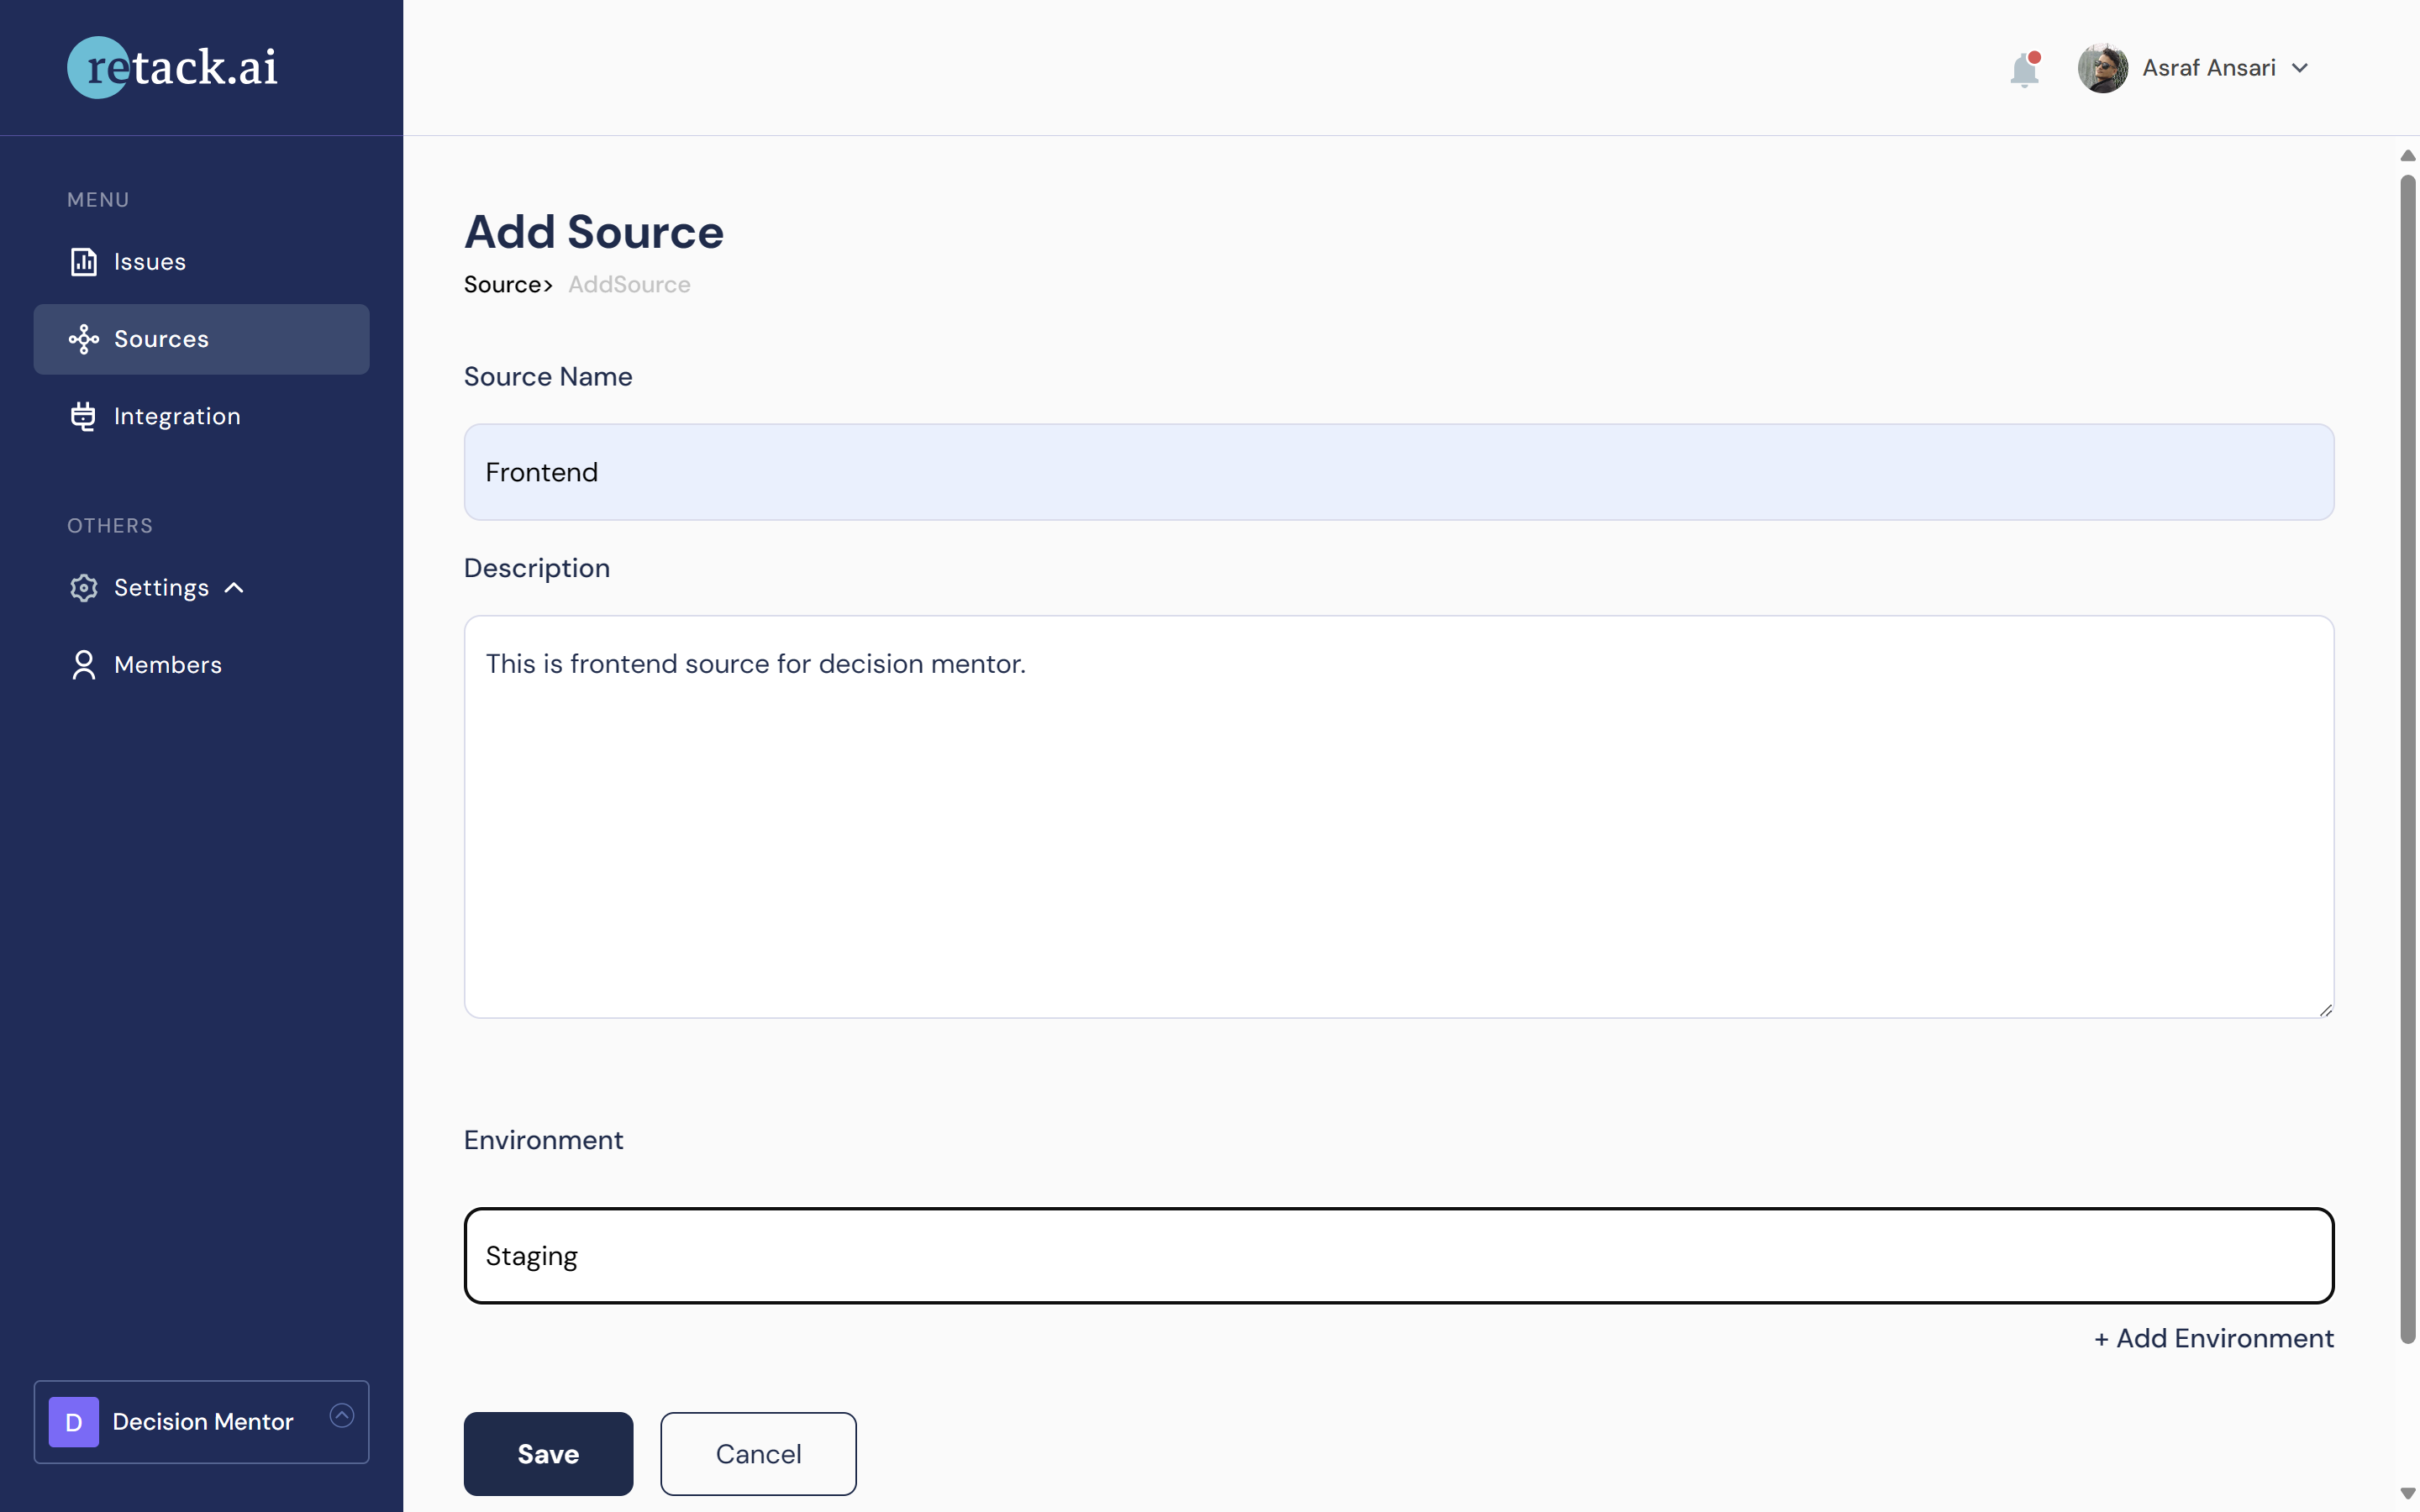 retack.ai
Asraf Ansari
MENU
Issues
Sources
Integration
OTHERS
Settings
Members
D Decision Mentor
Add Source
Source> AddSource
Source Name
Frontend
Description
This is frontend source for decision mentor.
Environment
Staging
+ Add Environment
Save Cancel